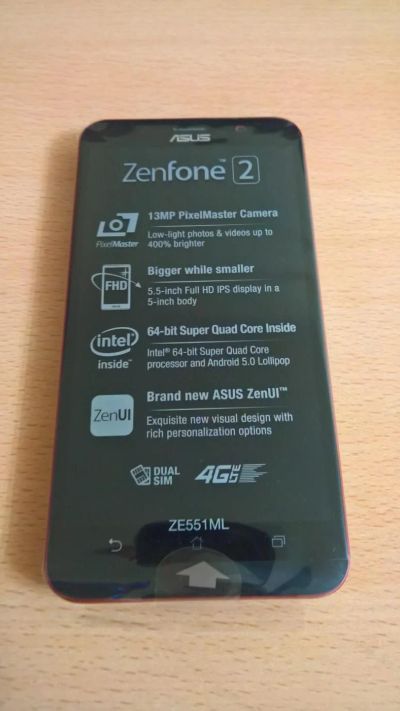 ASUS
Zenfone™ 2
13MP PixelMaster Camera
PixelMaster
Low-light photos & videos up to
400% brighter
Bigger while smaller
FHD
5.5-inch Full HD IPS display in a
5-inch body
64-bit Super Quad Core Inside
intel
inside™
Intel® 64-bit Super Quad Core
processor and Android 5.0 Lollipop
Brand new ASUS ZenUI™
ZenUI
Exquisite new visual design with
rich personalization options
DUAL
SIM
4G LTE
ZE551ML